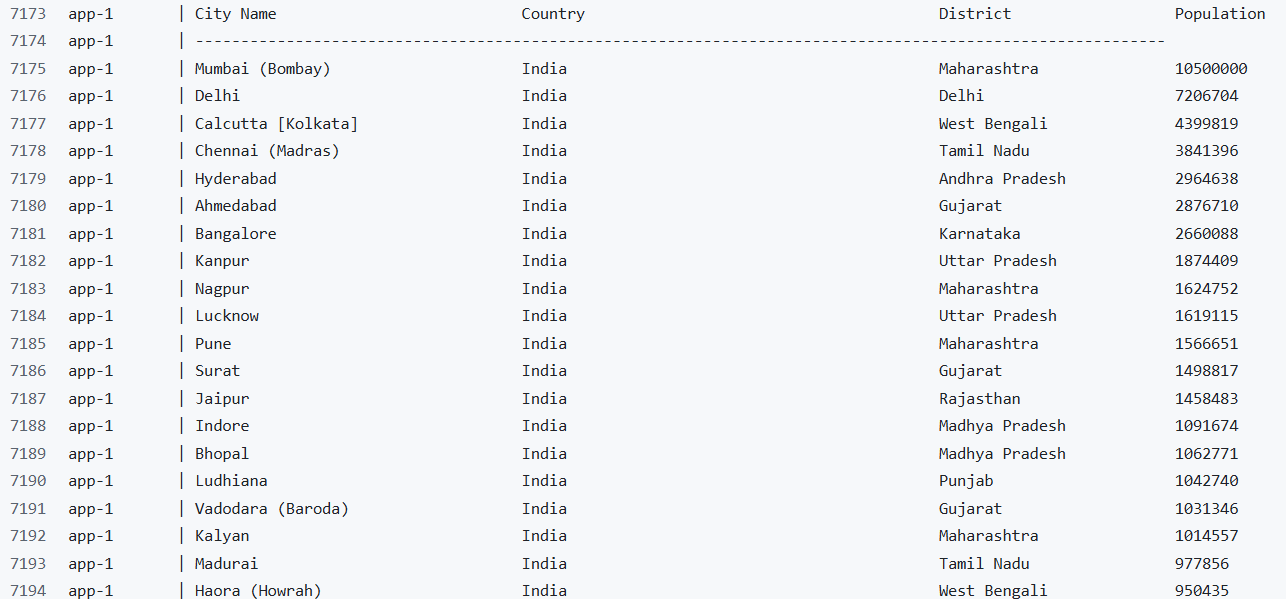 7173 app-1 | City Name Country District Population
7174 app-1 | -----------------------------------------------------------------------------------------------------------
7175 app-1 | Mumbai (Bombay) India Maharashtra 10500000
7176 app-1 | Delhi India Delhi 7206704
7177 app-1 | Calcutta [Kolkata] India West Bengali 4399819
7178 app-1 | Chennai (Madras) India Tamil Nadu 3841396
7179 app-1 | Hyderabad India Andhra Pradesh 2964638
7180 app-1 | Ahmedabad India Gujarat 2876710
7181 app-1 | Bangalore India Karnataka 2660088
7182 app-1 | Kanpur India Uttar Pradesh 1874409
7183 app-1 | Nagpur India Maharashtra 1624752
7184 app-1 | Lucknow India Uttar Pradesh 1619115
7185 app-1 | Pune India Maharashtra 1566651
7186 app-1 | Surat India Gujarat 1498817
7187 app-1 | Jaipur India Rajasthan 1458483
7188 app-1 | Indore India Madhya Pradesh 1091674
7189 app-1 | Bhopal India Madhya Pradesh 1062771
7190 app-1 | Ludhiana India Punjab 1042740
7191 app-1 | Vadodara (Baroda) India Gujarat 1031346
7192 app-1 | Kalyan India Maharashtra 1014557
7193 app-1 | Madurai India Tamil Nadu 977856
7194 app-1 | Haora (Howrah) India West Bengali 950435